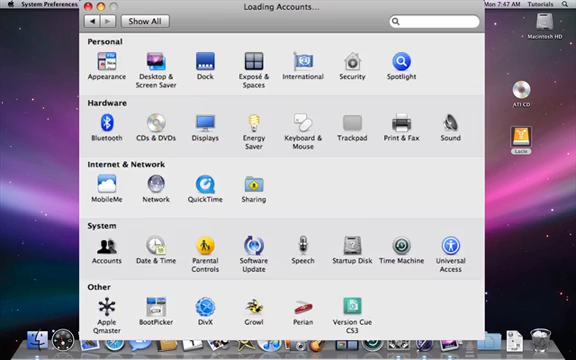 System Preferences
Loading Accounts...
Mon 7:47 AM
Tutorials
Show All
Personal
Appearance
Desktop &
Screen Saver
Dock
Exposé &
Spaces
International
Security
Spotlight
Hardware
Bluetooth
CDs & DVDs
Displays
Energy
Saver
Keyboard &
Mouse
Trackpad
Print & Fax
Sound
Internet & Network
MobileMe
Network
QuickTime
Sharing
System
Accounts
Date & Time
Parental
Controls
Software
Update
Speech
Startup Disk
Time Machine
Universal
Access
Other
Apple
Qmaster
BootPicker
DivX
Growl
Perian
Version Cue
CS3
Macintosh HD
ATI CD
Lacie